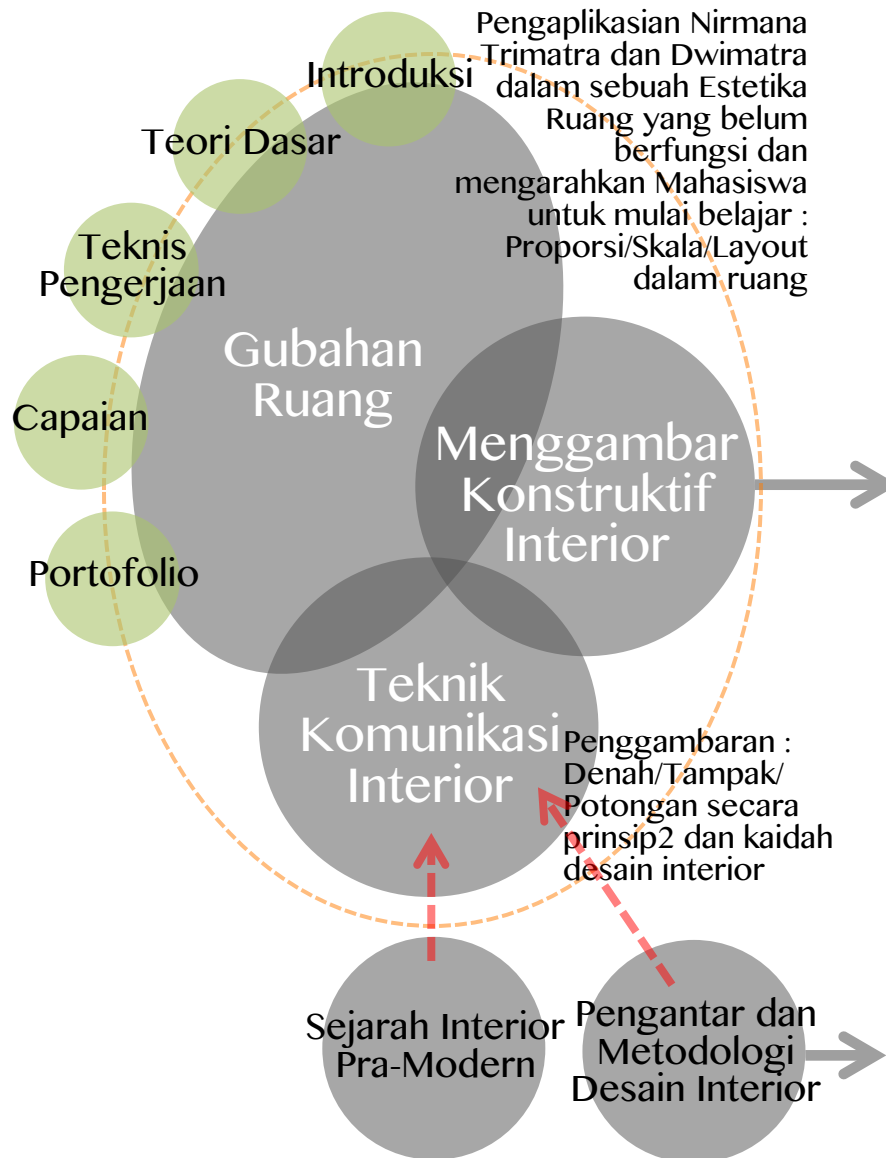 Introduksi
Teori Dasar
Teknis
Pengerjaan
Capaian
Portofolio
Pengaplikasian Nirmana
Trimatra dan Dwimatra
dalam sebuah Estetika
Ruang yang belum
berfungsi dan
mengarahkan Mahasiswa
untuk mulai belajar :
Proporsi/Skala/Layout
dalam ruang
Gubahan
Ruang
Menggambar
Konstruktif
Interior
Teknik
Komunikasi
Interior
Penggambaran :
Denah/Tampak/
Potongan secara
prinsip2 dan kaidah
desain interior
Sejarah Interior
Pra-Modern
Pengantar dan
Metodologi
Desain Interior